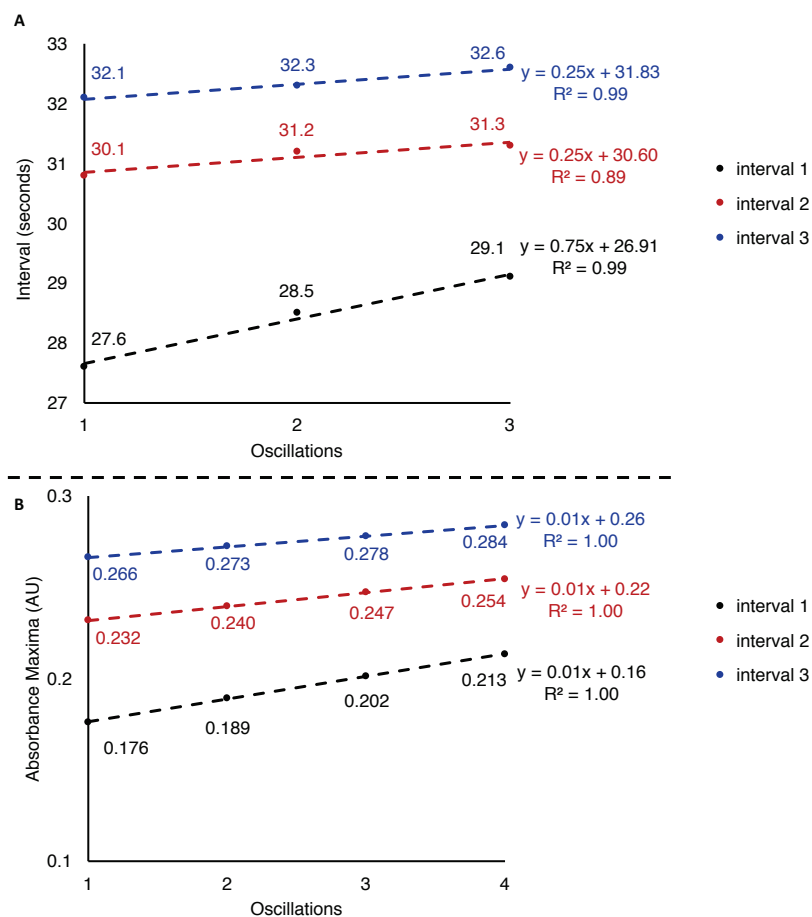 A
33
32
31
30
29
28
27
Interval (seconds)
32.1
32.3
32.6
y = 0.25x + 31.83
R² = 0.99
30.1
31.2
31.3
y = 0.25x + 30.60
R² = 0.89
27.6
28.5
29.1
y = 0.75x + 26.91
R² = 0.99
1 2 3
Oscillations
interval 1
interval 2
interval 3
B
0.3
0.2
0.1
Absorbance Maxima (AU)
0.266
0.273
0.278
0.284
y = 0.01x + 0.26
R² = 1.00
0.232
0.240
0.247
0.254
y = 0.01x + 0.22
R² = 1.00
0.176
0.189
0.202
0.213
y = 0.01x + 0.16
R² = 1.00
1 2 3 4
Oscillations
interval 1
interval 2
interval 3